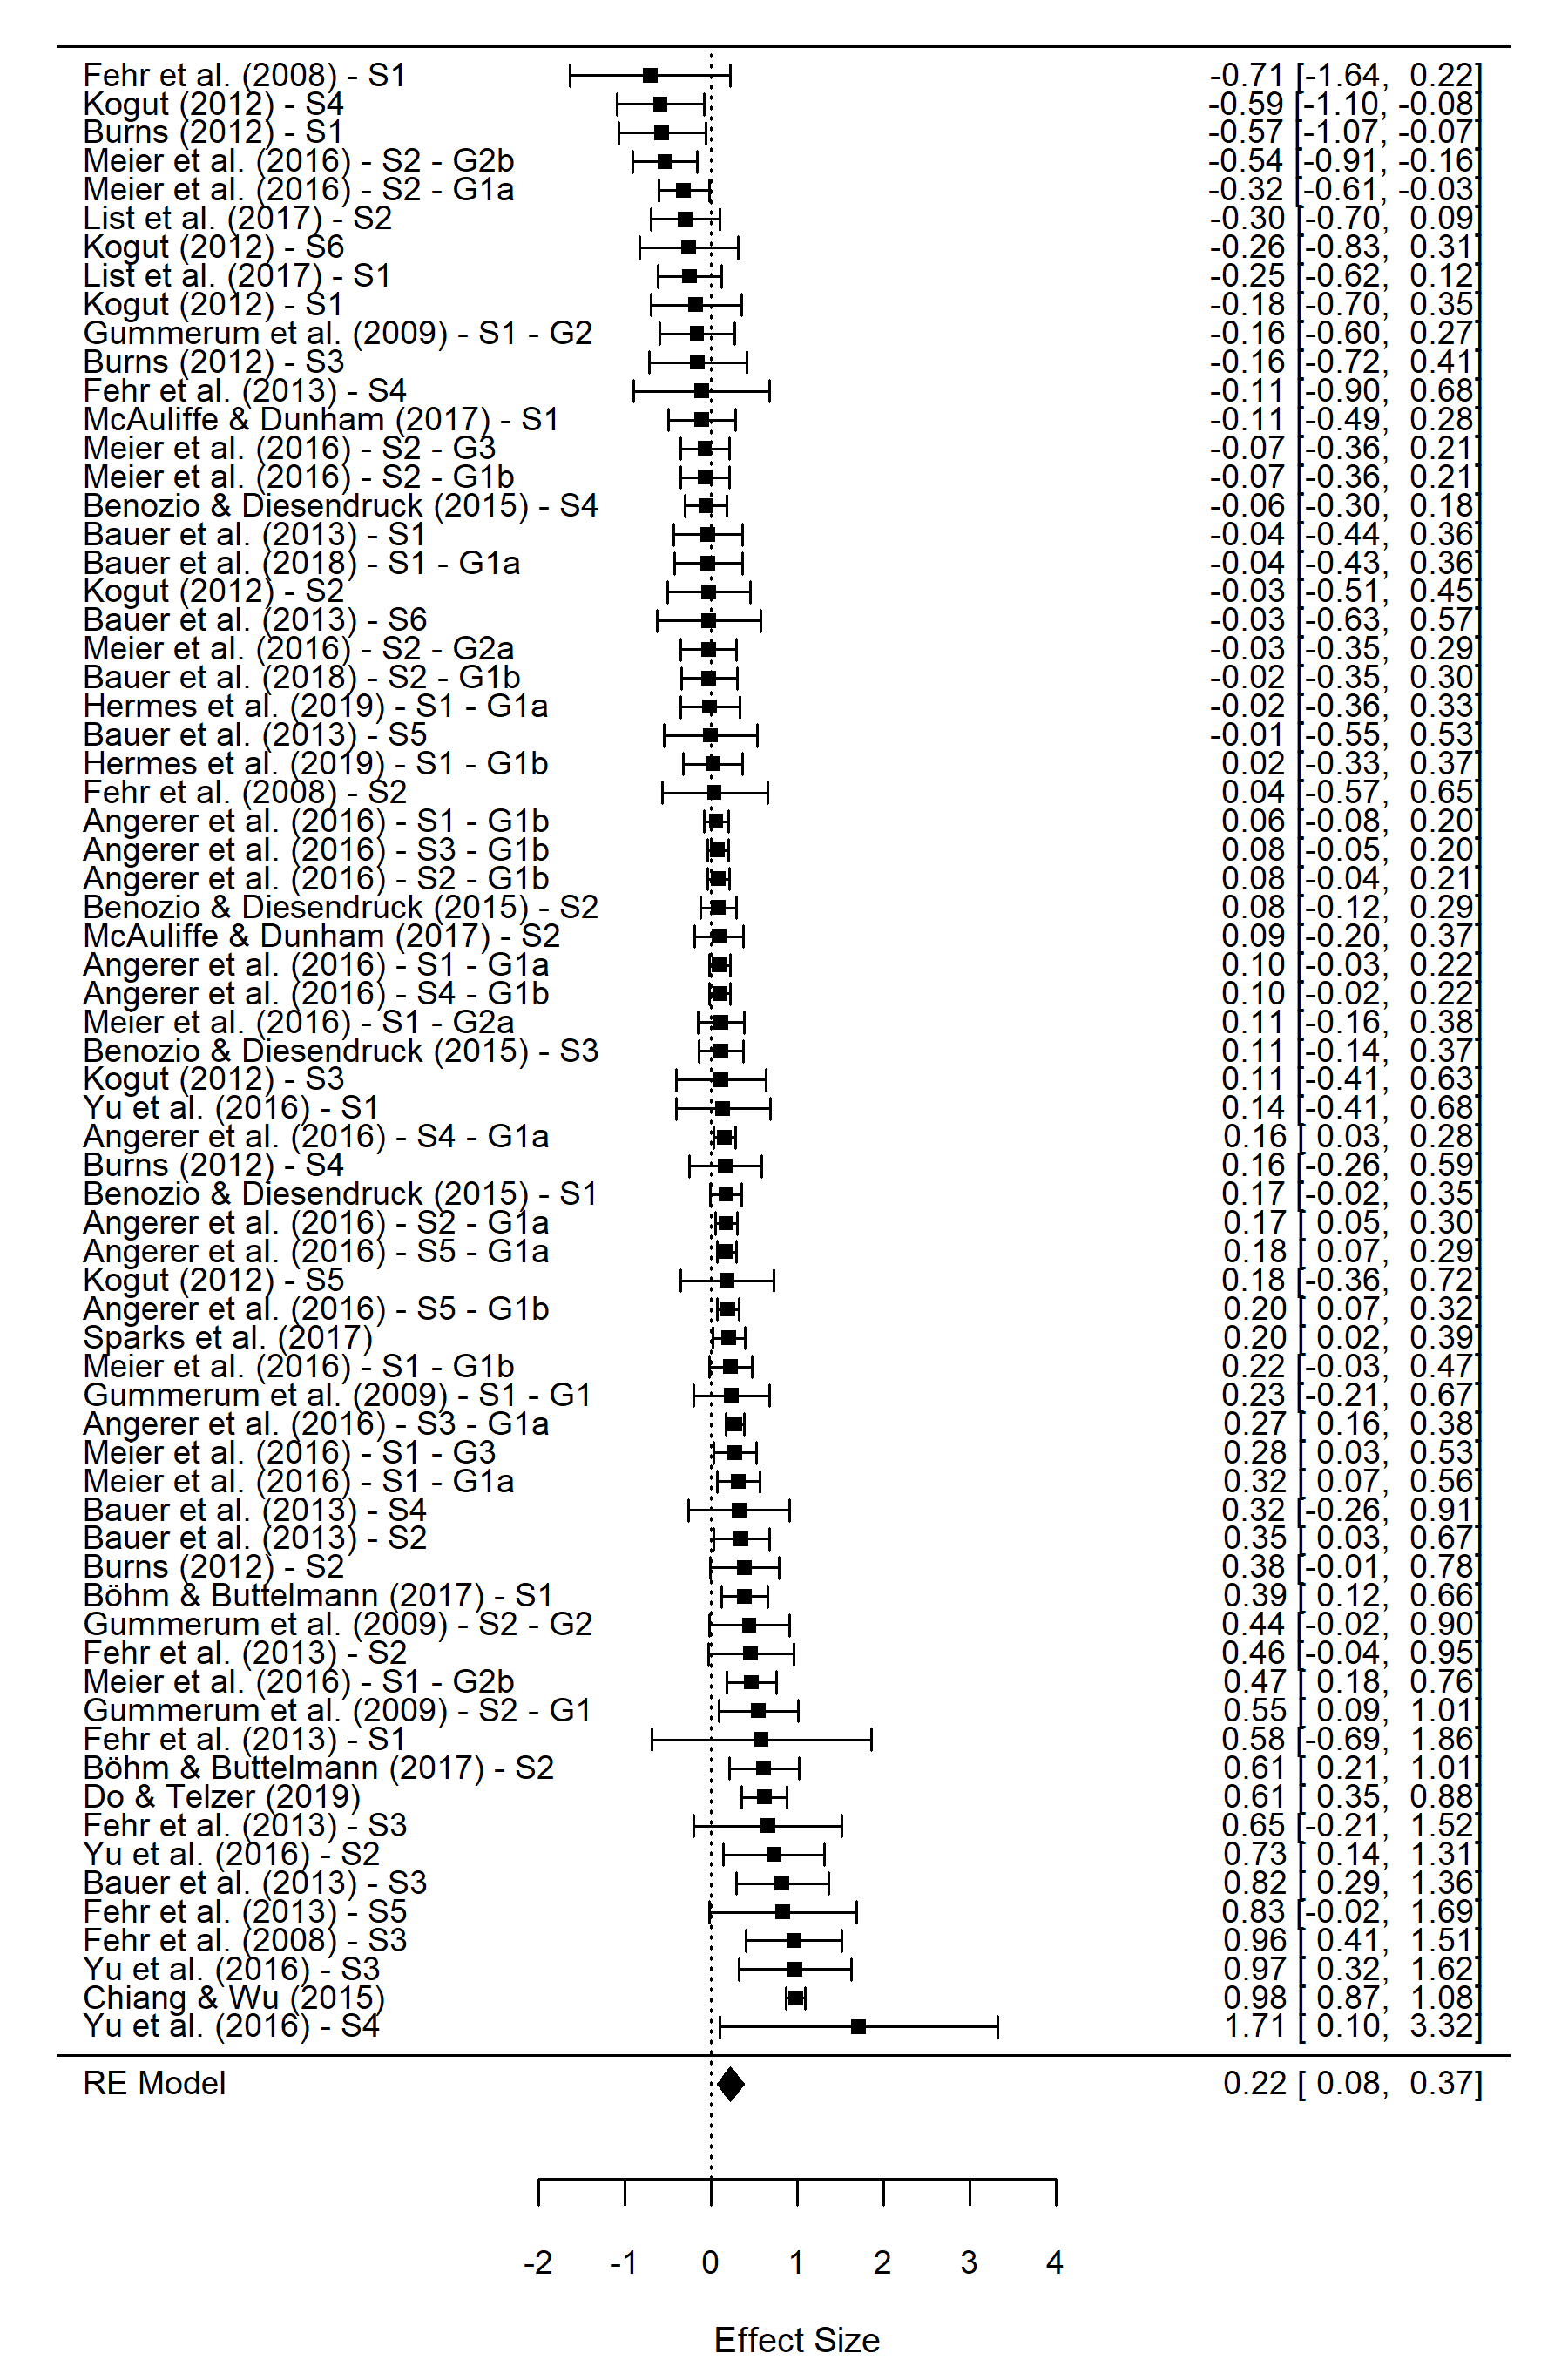 Fehr et al. (2008) - S1 -0.71 [-1.64, 0.22]
Kogut (2012) - S4 -0.59 [-1.10, -0.08]
Burns (2012) - S1 -0.57 [-1.07, -0.07]
Meier et al. (2016) - S2 - G2b -0.54 [-0.91, -0.16]
Meier et al. (2016) - S2 - G1a -0.32 [-0.61, -0.03]
List et al. (2017) - S2 -0.30 [-0.70, 0.09]
Kogut (2012) - S6 -0.26 [-0.83, 0.31]
List et al. (2017) - S1 -0.25 [-0.62, 0.12]
Kogut (2012) - S1 -0.18 [-0.70, 0.35]
Gummerum et al. (2009) - S1 - G2 -0.16 [-0.60, 0.27]
Burns (2012) - S3 -0.16 [-0.72, 0.41]
Fehr et al. (2013) - S4 -0.11 [-0.90, 0.68]
McAuliffe & Dunham (2017) - S1 -0.11 [-0.49, 0.28]
Meier et al. (2016) - S2 - G3 -0.07 [-0.36, 0.21]
Meier et al. (2016) - S2 - G1b -0.07 [-0.36, 0.21]
Benozio & Diesendruck (2015) - S4 -0.06 [-0.30, 0.18]
Bauer et al. (2013) - S1 -0.04 [-0.44, 0.36]
Bauer et al. (2018) - S1 - G1a -0.04 [-0.43, 0.36]
Kogut (2012) - S2 -0.03 [-0.51, 0.45]
Bauer et al. (2013) - S6 -0.03 [-0.63, 0.57]
Meier et al. (2016) - S2 - G2a -0.03 [-0.35, 0.29]
Bauer et al. (2018) - S2 - G1b -0.02 [-0.35, 0.30]
Hermes et al. (2019) - S1 - G1a -0.02 [-0.36, 0.33]
Bauer et al. (2013) - S5 -0.01 [-0.55, 0.53]
Hermes et al. (2019) - S1 - G1b 0.02 [-0.33, 0.37]
Fehr et al. (2008) - S2 0.04 [-0.57, 0.65]
Angerer et al. (2016) - S1 - G1b 0.06 [-0.08, 0.20]
Angerer et al. (2016) - S3 - G1b 0.08 [-0.05, 0.20]
Angerer et al. (2016) - S2 - G1b 0.08 [-0.04, 0.21]
Benozio & Diesendruck (2015) - S2 0.08 [-0.12, 0.29]
McAuliffe & Dunham (2017) - S2 0.09 [-0.20, 0.37]
Angerer et al. (2016) - S1 - G1a 0.10 [-0.03, 0.22]
Angerer et al. (2016) - S4 - G1b 0.10 [-0.02, 0.22]
Meier et al. (2016) - S1 - G2a 0.11 [-0.16, 0.38]
Benozio & Diesendruck (2015) - S3 0.11 [-0.14, 0.37]
Kogut (2012) - S3 0.11 [-0.41, 0.63]
Yu et al. (2016) - S1 0.14 [-0.41, 0.68]
Angerer et al. (2016) - S4 - G1a 0.16 [ 0.03, 0.28]
Burns (2012) - S4 0.16 [-0.26, 0.59]
Benozio & Diesendruck (2015) - S1 0.17 [-0.02, 0.35]
Angerer et al. (2016) - S2 - G1a 0.17 [ 0.05, 0.30]
Angerer et al. (2016) - S5 - G1a 0.18 [ 0.07, 0.29]
Kogut (2012) - S5 0.18 [-0.36, 0.72]
Angerer et al. (2016) - S5 - G1b 0.20 [ 0.07, 0.32]
Sparks et al. (2017) 0.20 [ 0.02, 0.39]
Meier et al. (2016) - S1 - G1b 0.22 [-0.03, 0.47]
Gummerum et al. (2009) - S1 - G1 0.23 [-0.21, 0.67]
Angerer et al. (2016) - S3 - G1a 0.27 [ 0.16, 0.38]
Meier et al. (2016) - S1 - G3 0.28 [ 0.03, 0.53]
Meier et al. (2016) - S1 - G1a 0.32 [ 0.07, 0.56]
Bauer et al. (2013) - S4 0.32 [-0.26, 0.91]
Bauer et al. (2013) - S2 0.35 [ 0.03, 0.67]
Burns (2012) - S2 0.38 [-0.01, 0.78]
Böhm & Buttelmann (2017) - S1 0.39 [ 0.12, 0.66]
Gummerum et al. (2009) - S2 - G2 0.44 [-0.02, 0.90]
Fehr et al. (2013) - S2 0.46 [-0.04, 0.95]
Meier et al. (2016) - S1 - G2b 0.47 [ 0.18, 0.76]
Gummerum et al. (2009) - S2 - G1 0.55 [ 0.09, 1.01]
Fehr et al. (2013) - S1 0.58 [-0.69, 1.86]
Böhm & Buttelmann (2017) - S2 0.61 [ 0.21, 1.01]
Do & Telzer (2019) 0.61 [ 0.35, 0.88]
Fehr et al. (2013) - S3 0.65 [-0.21, 1.52]
Yu et al. (2016) - S2 0.73 [ 0.14, 1.31]
Bauer et al. (2013) - S3 0.82 [ 0.29, 1.36]
Fehr et al. (2013) - S5 0.83 [-0.02, 1.69]
Fehr et al. (2008) - S3 0.96 [ 0.41, 1.51]
Yu et al. (2016) - S3 0.97 [ 0.32, 1.62]
Chiang & Wu (2015) 0.98 [ 0.87, 1.08]
Yu et al. (2016) - S4 1.71 [ 0.10, 3.32]
RE Model 0.22 [ 0.08, 0.37]
-2 -1 0 1 2 3 4
Effect Size